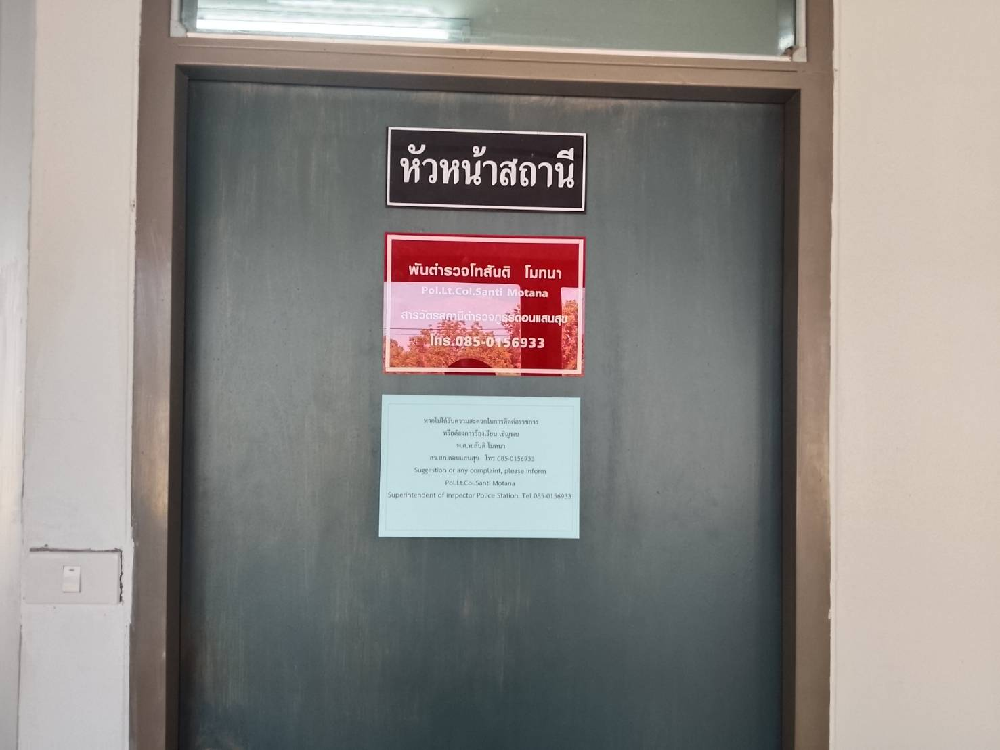 หัวหน้าสถานี
พันตำรวจโทสันติ โมทนา
Pol.Lt.Col.Santi Motana
สารวัตรสถานีตำรวจภูธรดอนแสนสุข
โทร.085-0156933
หากไม่ได้รับความสะดวกในการติดต่อราชการ
หรือต้องการร้องเรียน เชิญพบ
พ.ต.ท.สันติ โมทนา
สว.สภ.ดอนแสนสุข โทร 085-0156933
Suggestion or any complaint, please inform
Pol.Lt.Col.Santi Motana
Superintendent of inspector Police Station. Tel 085-0156933